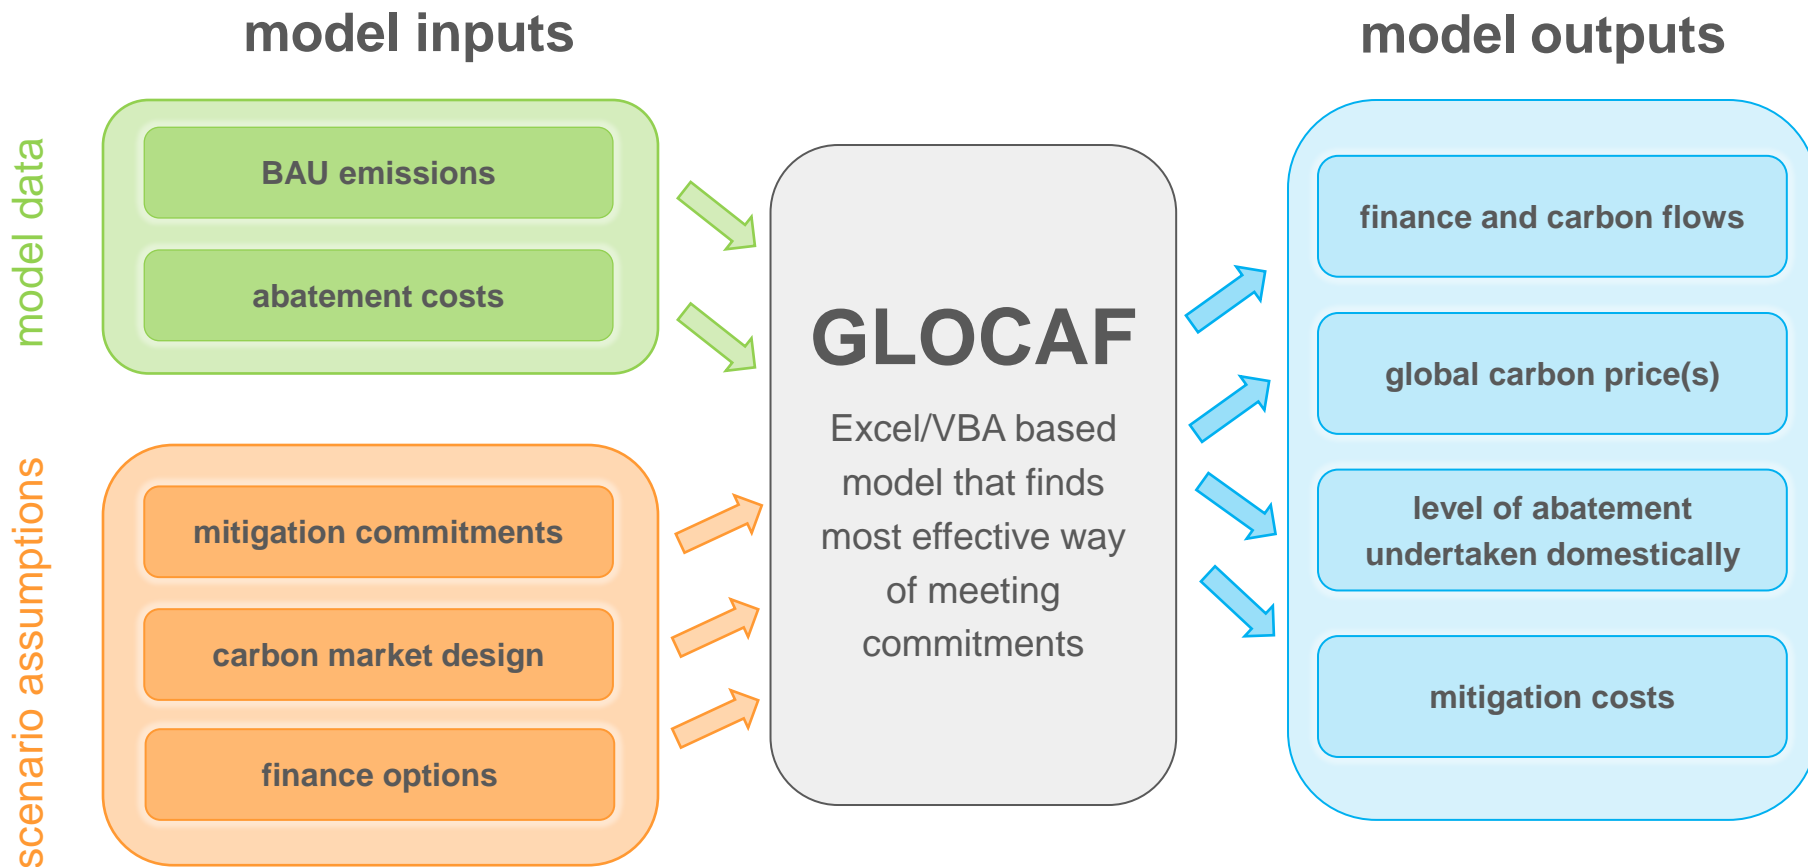 model inputs
model data
BAU emissions
abatement costs
scenario assumptions
mitigation commitments
carbon market design
finance options
GLOCAF
Excel/VBA based
model that finds
most effective way
of meeting
commitments
model outputs
finance and carbon flows
global carbon price(s)
level of abatement
undertaken domestically
mitigation costs